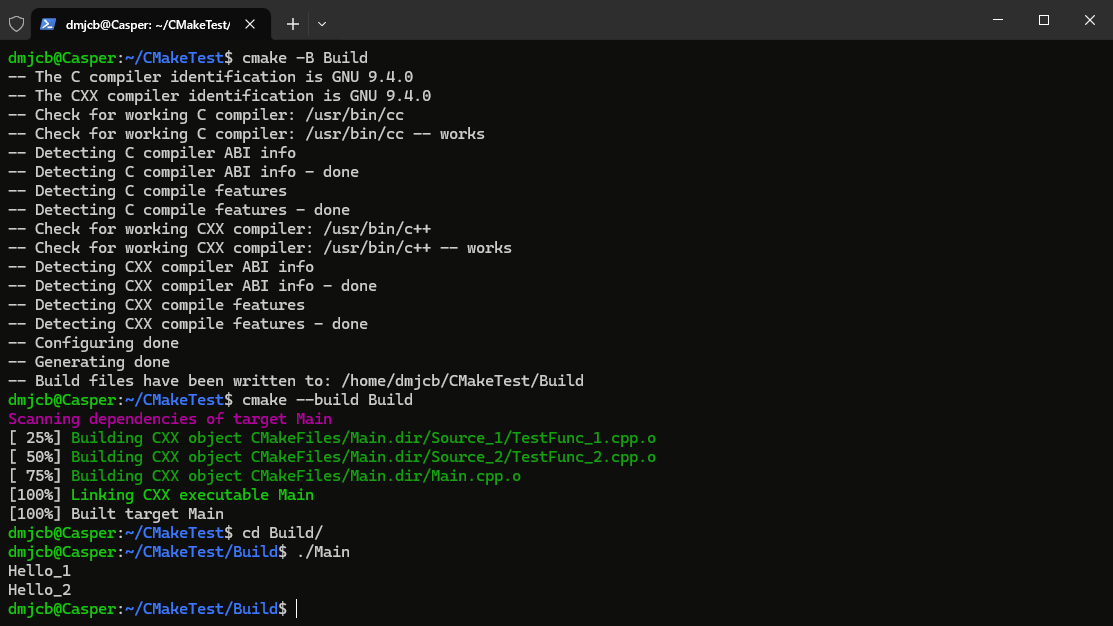 dmjcb@Casper: ~/CMakeTest/
dmjcb@Casper:~/CMakeTest$ cmake -B Build
-- The C compiler identification is GNU 9.4.0
-- The CXX compiler identification is GNU 9.4.0
-- Check for working C compiler: /usr/bin/cc
-- Check for working C compiler: /usr/bin/cc -- works
-- Detecting C compiler ABI info
-- Detecting C compiler ABI info - done
-- Detecting C compile features
-- Detecting C compile features - done
-- Check for working CXX compiler: /usr/bin/c++
-- Check for working CXX compiler: /usr/bin/c++ -- works
-- Detecting CXX compiler ABI info
-- Detecting CXX compiler ABI info - done
-- Detecting CXX compile features
-- Detecting CXX compile features - done
-- Configuring done
-- Generating done
-- Build files have been written to: /home/dmjcb/CMakeTest/Build
dmjcb@Casper:~/CMakeTest$ cmake --build Build
Scanning dependencies of target Main
[ 25%] Building CXX object CMakeFiles/Main.dir/Source_1/TestFunc_1.cpp.o
[ 50%] Building CXX object CMakeFiles/Main.dir/Source_2/TestFunc_2.cpp.o
[ 75%] Building CXX object CMakeFiles/Main.dir/Main.cpp.o
[100%] Linking CXX executable Main
[100%] Built target Main
dmjcb@Casper:~/CMakeTest$ cd Build/
dmjcb@Casper:~/CMakeTest/Build$ ./Main
Hello_1
Hello_2
dmjcb@Casper:~/CMakeTest/Build$